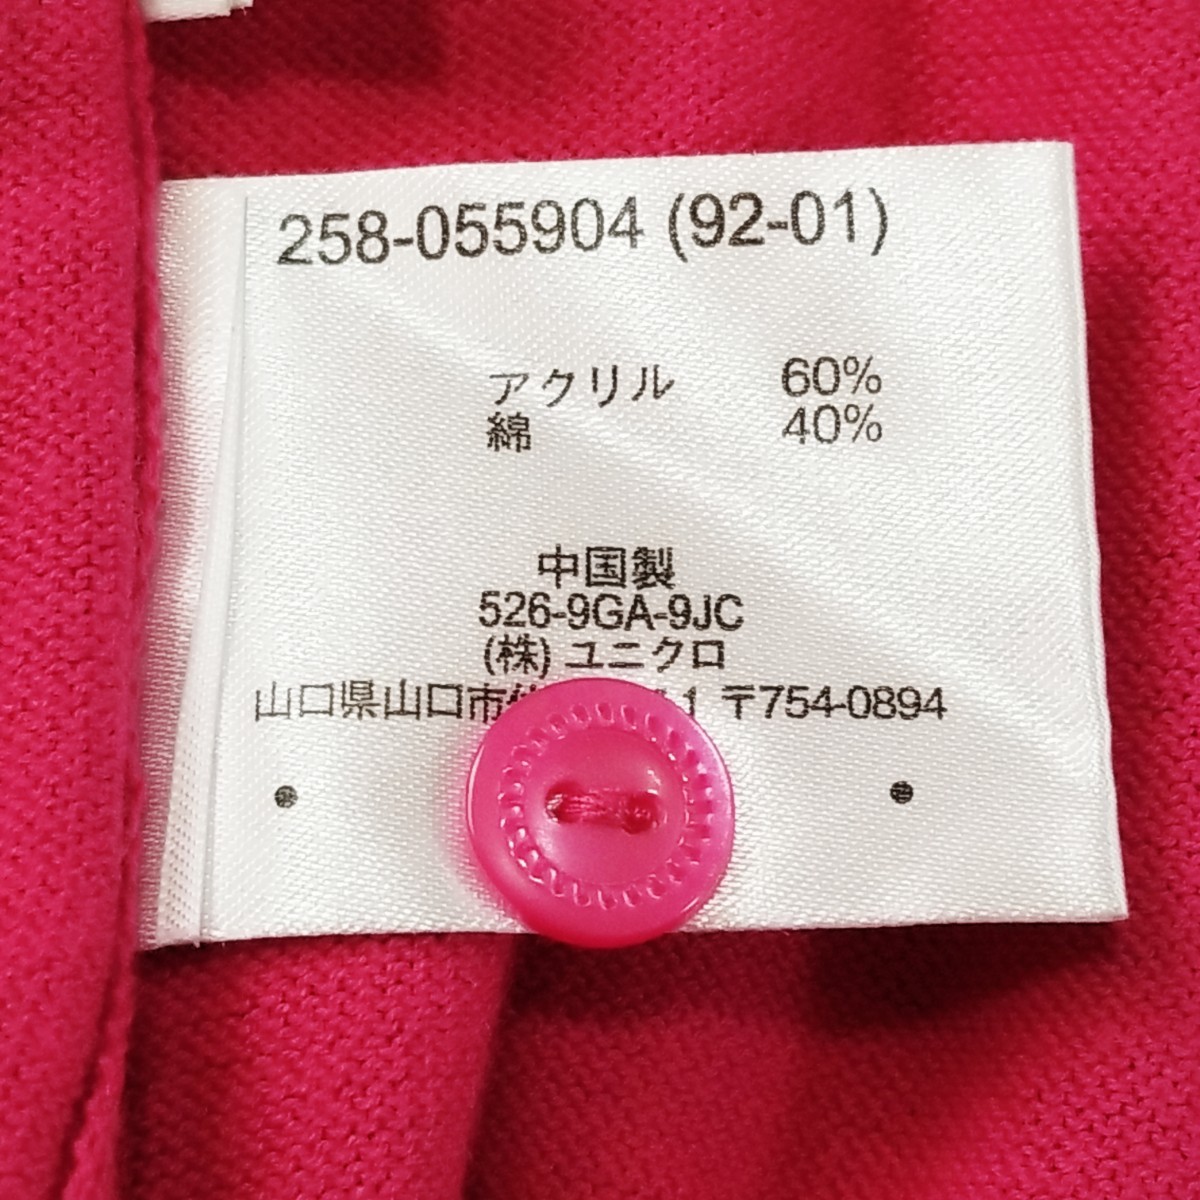 258-055904 (92-01)
アクリル 60%
綿 40%
中国製
526-9GA-9JC
(株) ユニクロ
山口県山口市 1 〒754-0894